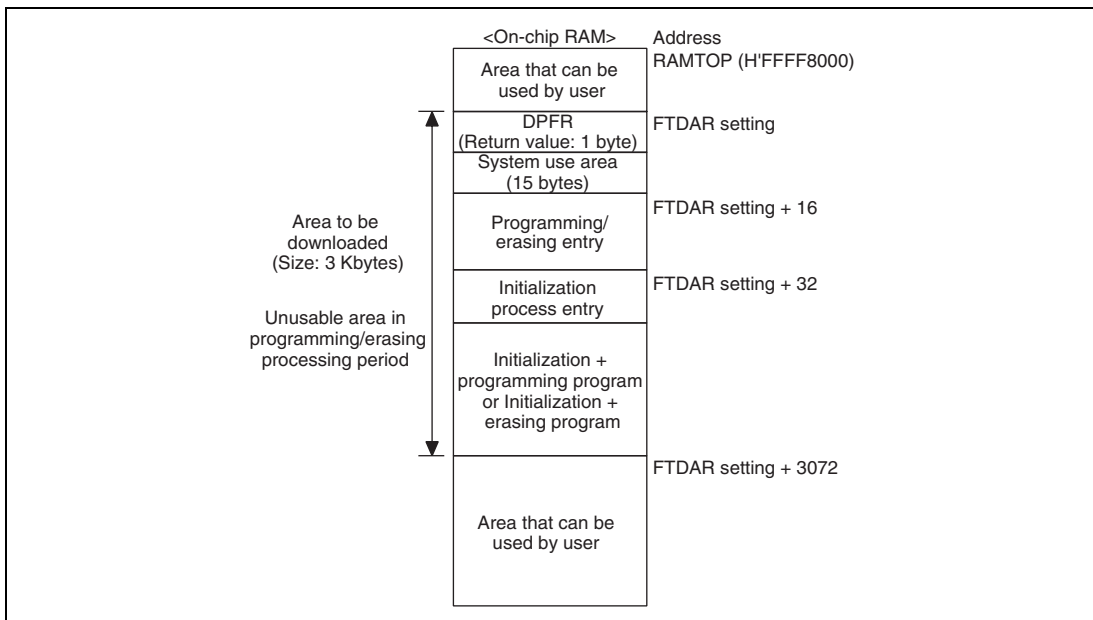 <On-chip RAM>
Address
RAMTOP (H'FFFF8000)
Area that can be
used by user
DPFR
(Return value: 1 byte)
FTDAR setting
System use area
(15 bytes)
FTDAR setting + 16
Programming/
erasing entry
Area to be
downloaded
(Size: 3 Kbytes)
FTDAR setting + 32
Initialization
process entry
Unusable area in
programming/erasing
processing period
Initialization +
programming program
or Initialization +
erasing program
FTDAR setting + 3072
Area that can be
used by user